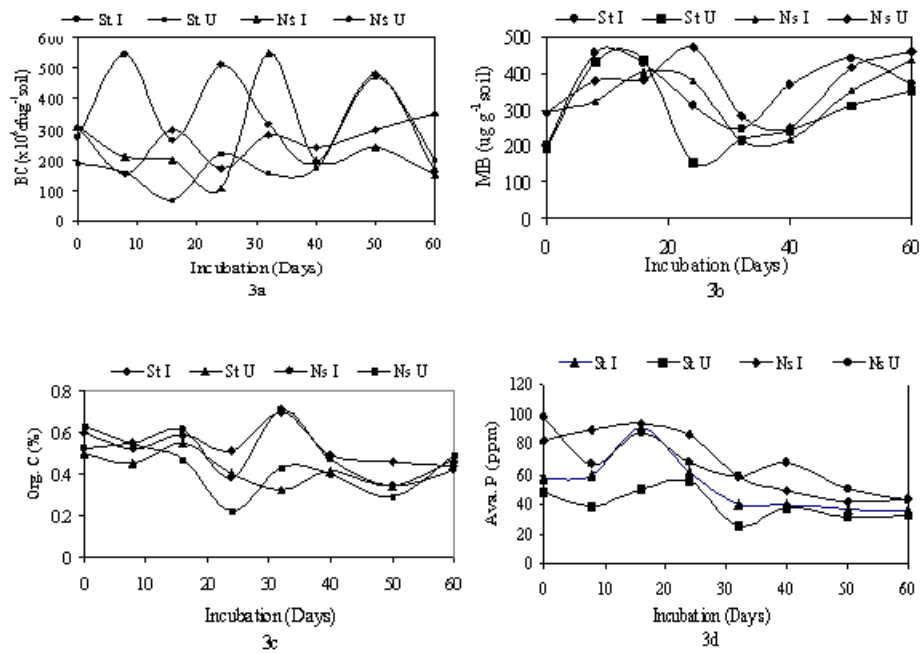 St I St U Ns I Ns U
600
500
400
300
200
100
0
0 10 20 30 40 50 60
Incubation (Days)
3a
St I St U Ns I Ns U
MB (ug g⁻¹ soil)
500
400
300
200
100
0
0 20 40 60
Incubation (Days)
3b
St I St U Ns I Ns U
Org. C (%)
0.8
0.6
0.4
0.2
0
0 10 20 30 40 50 60
Incubation (Days)
3c
St I St U Ns I Ns U
Ava. P (ppm)
120
100
80
60
40
20
0
0 10 20 30 40 50 60
Incubation (Days)
3d